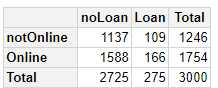 noLoan Loan Total
notOnline 1137 109 1246
Online 1588 166 1754
Total 2725 275 3000